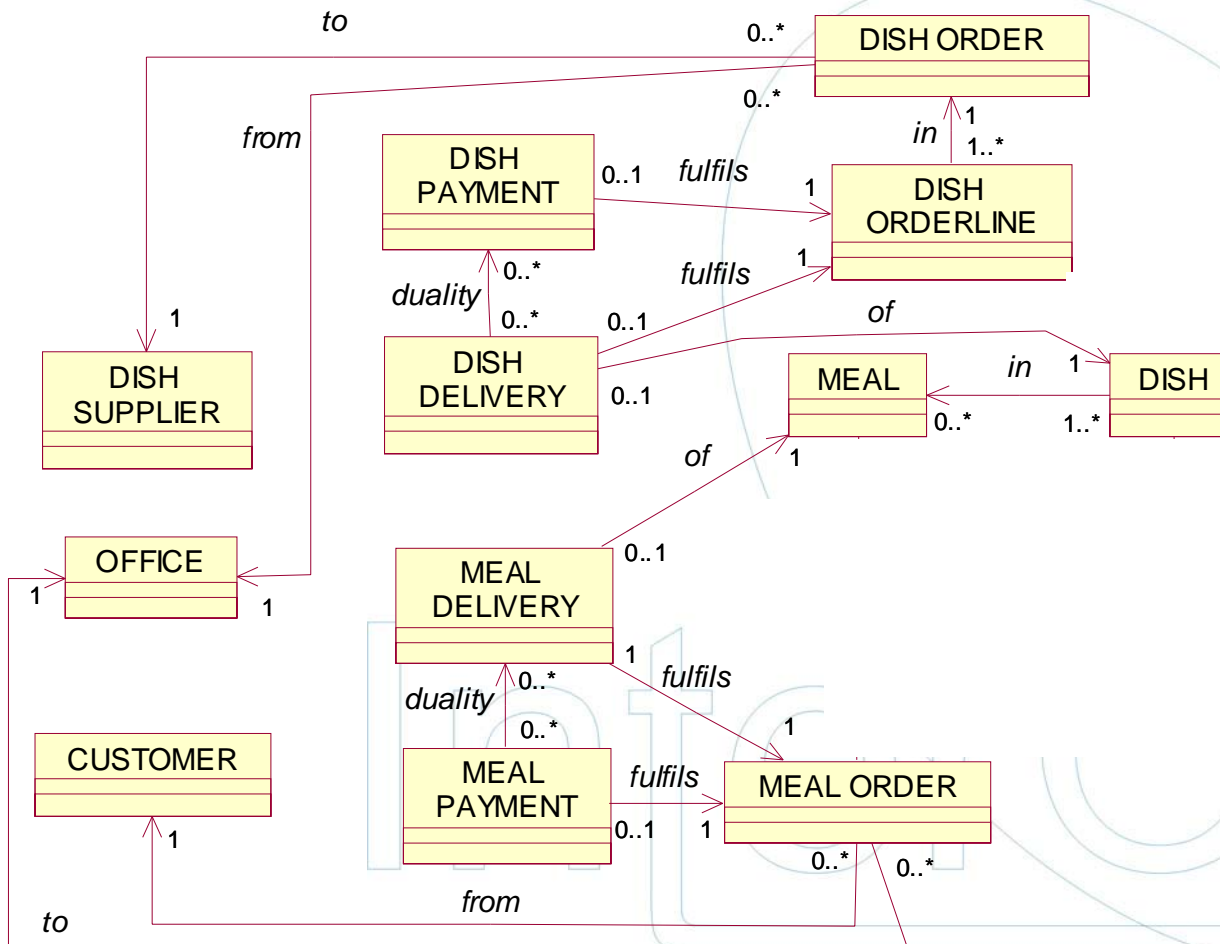 to
0..*
DISH ORDER
0..*
from
1
in
1..*
DISH
PAYMENT
0..1
fulfils
1
DISH
ORDERLINE
0..*
duality
0..*
fulfils
1
0..1
of
1
DISH
SUPPLIER
DISH
DELIVERY
0..1
MEAL
in
1
DISH
0..*
1..*
of
1
OFFICE
1
1
MEAL
DELIVERY
0..1
1
fulfils
duality
0..*
0..*
1
CUSTOMER
1
MEAL
PAYMENT
fulfils
0..1
1
MEAL ORDER
0..*
0..*
from
to